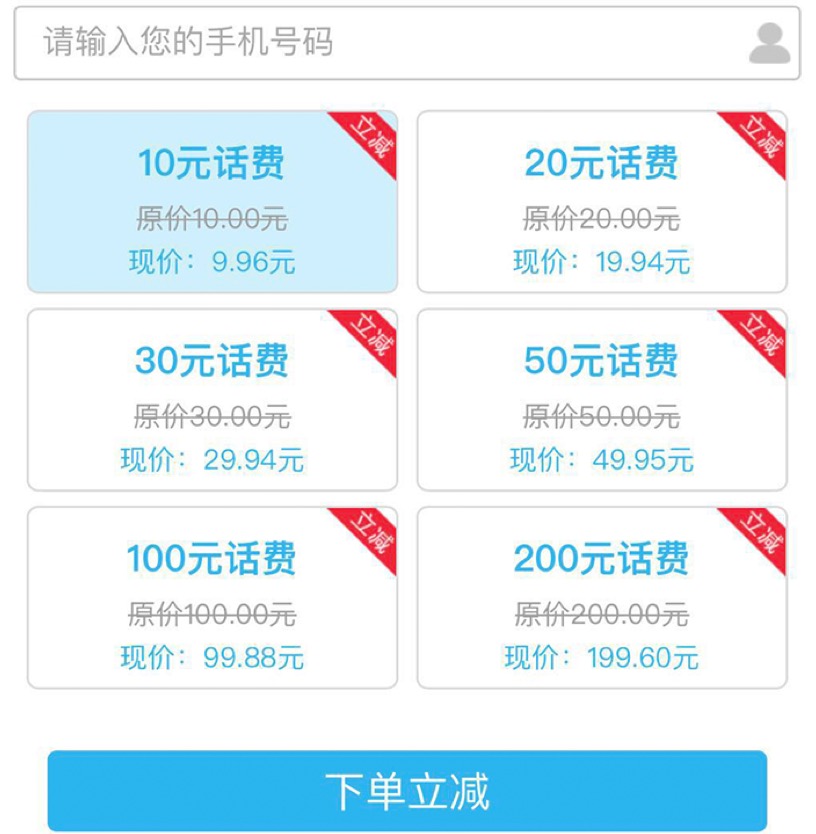 请输入您的手机号码
立减
10元话费
原价10.00元
现价：9.96元
立减
20元话费
原价20.00元
现价：19.94元
立减
30元话费
原价30.00元
现价：29.94元
立减
50元话费
原价50.00元
现价：49.95元
立减
100元话费
原价100.00元
现价：99.88元
立减
200元话费
原价200.00元
现价：199.60元
下单立减